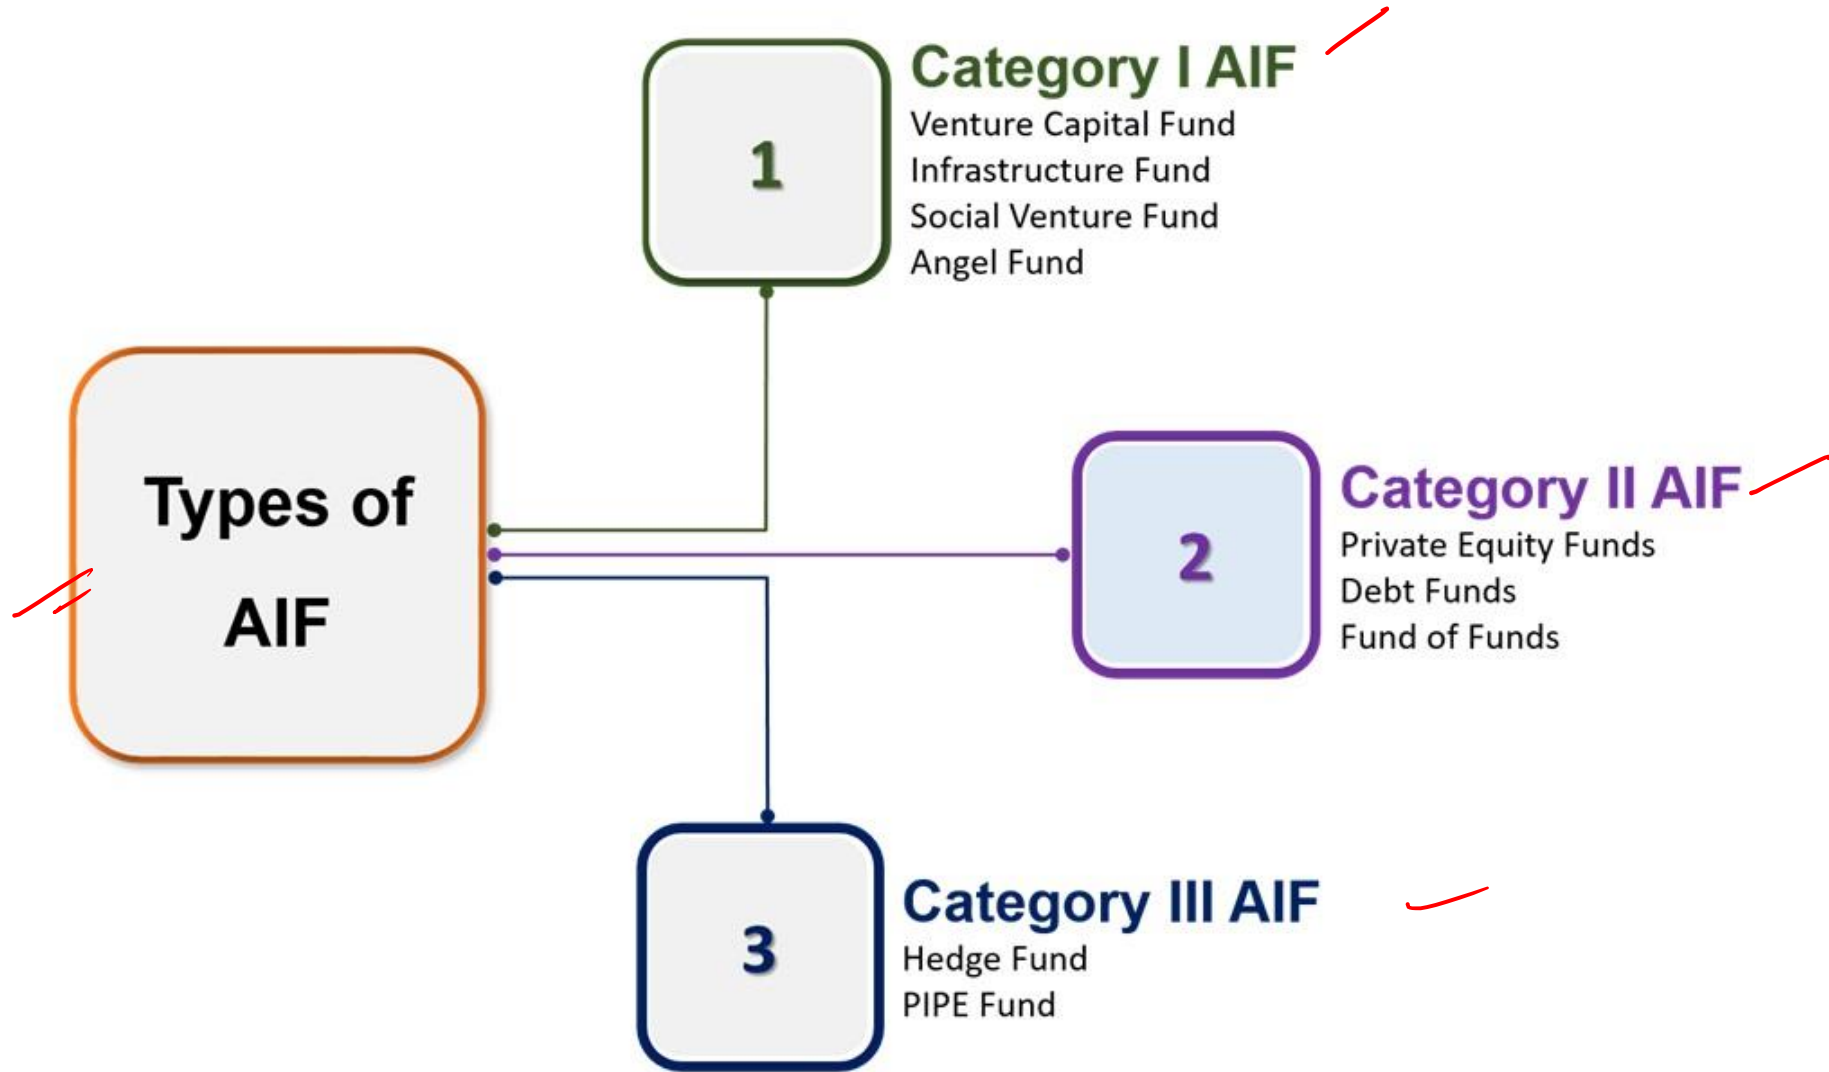 Category I AIF
Venture Capital Fund
Infrastructure Fund
Social Venture Fund
Angel Fund
1
Types of
AIF
Category II AIF
Private Equity Funds
Debt Funds
Fund of Funds
2
Category III AIF
Hedge Fund
PIPE Fund
3